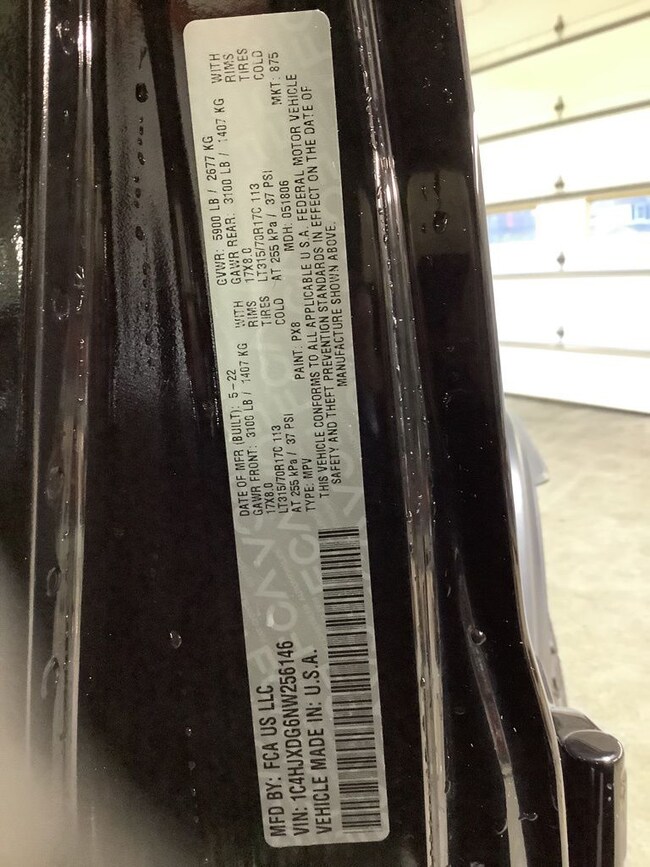 MFD BY: FCA US LLC
VIN: 1C4HJXDG6NW256146
VEHICLE MADE IN: U.S.A.
DATE OF MFR (BUILT): 5-22 GVWR: 5900 LB / 2677 KG
GAWR FRONT: 3100 LB / 1407 KG WITH GAWR REAR: 3100 LB / 1407 KG WITH
17X8.0 RIMS 17X8.0 RIMS
LT315/70R17C 113 TIRES LT315/70R17C 113 TIRES
AT 255 kPa / 37 PSI COLD AT 255 kPa / 37 PSI COLD
TYPE: MPV PAINT: PX8 MDH: 051806 MKT: 875
THIS VEHICLE CONFORMS TO ALL APPLICABLE U.S.A. FEDERAL MOTOR VEHICLE
SAFETY AND THEFT PREVENTION STANDARDS IN EFFECT ON THE DATE OF
MANUFACTURE SHOWN ABOVE.